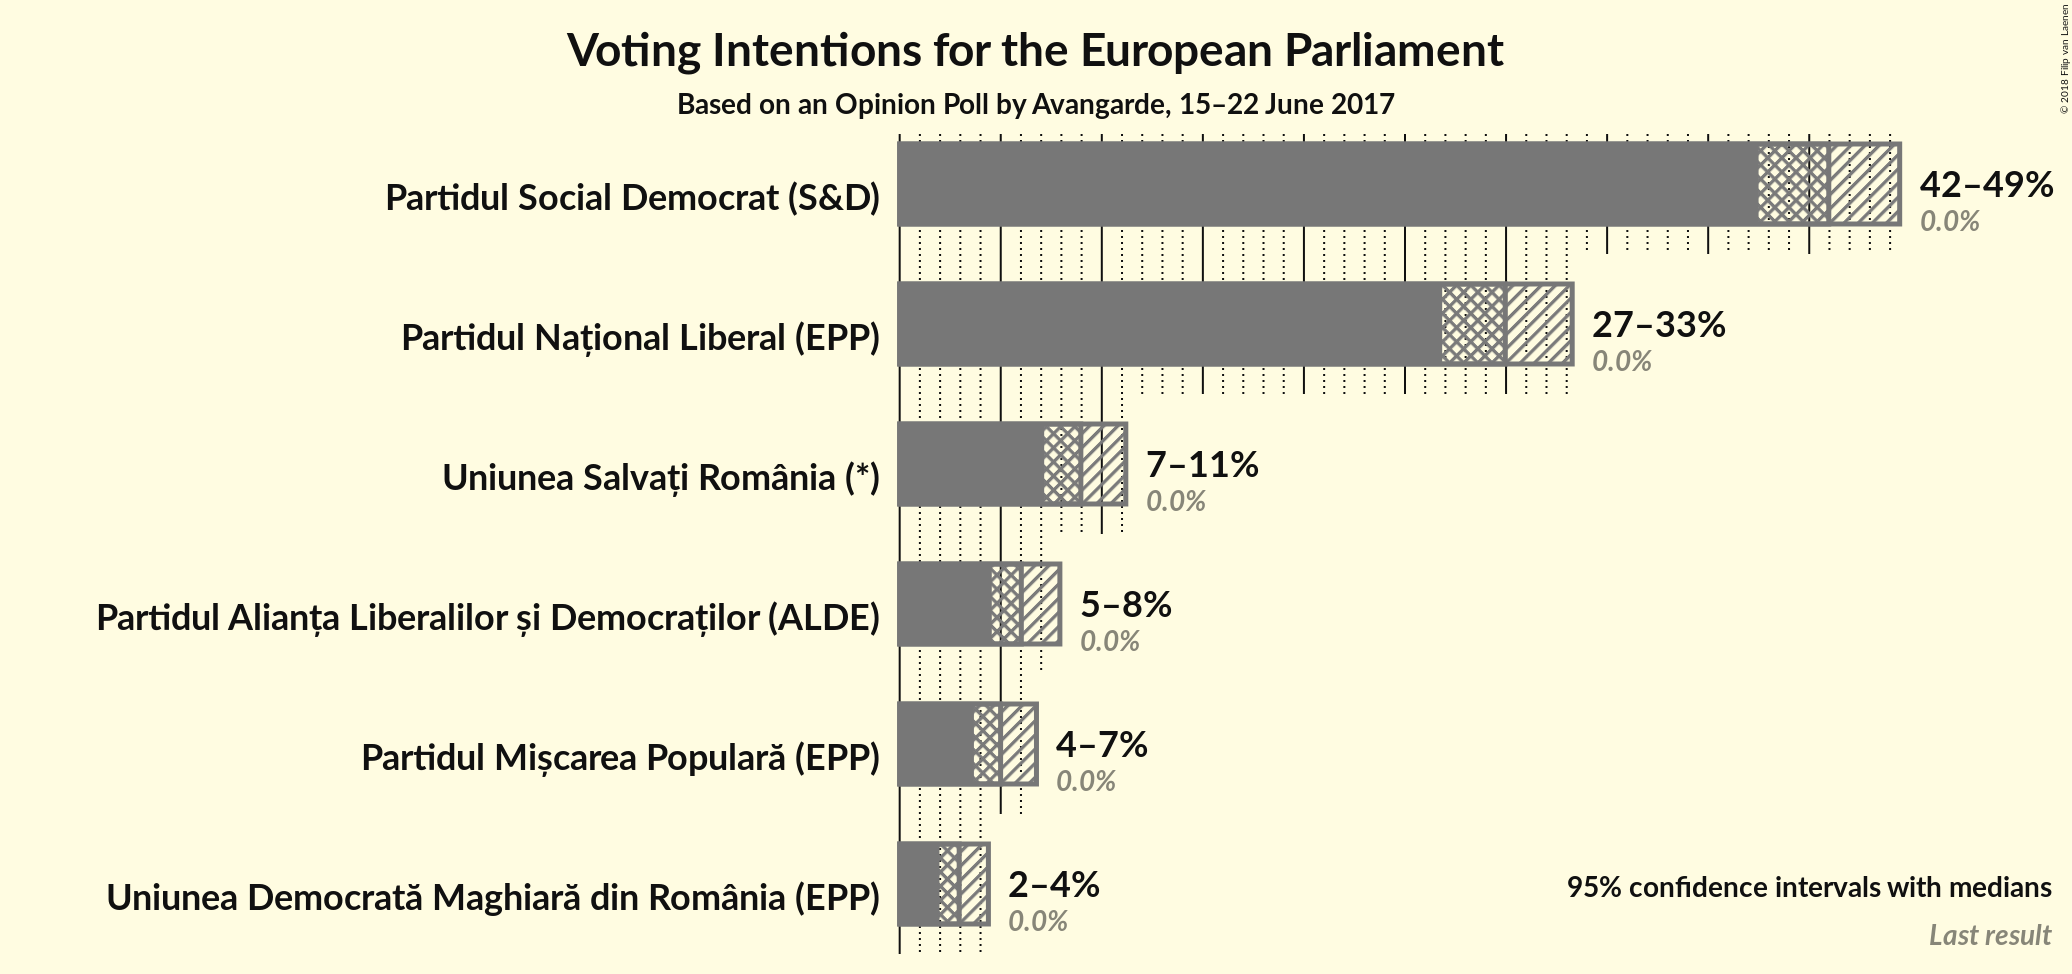 Voting Intentions for the European Parliament
Based on an Opinion Poll by Avangarde, 15–22 June 2017
© 2018 Filip van Laenen
Partidul Social Democrat (S&D)
42–49%
0.0%
Partidul Național Liberal (EPP)
27–33%
0.0%
Uniunea Salvați România (*)
7–11%
0.0%
Partidul Alianța Liberalilor și Democraților (ALDE)
5–8%
0.0%
Partidul Mișcarea Populară (EPP)
4–7%
0.0%
Uniunea Democrată Maghiară din România (EPP)
2–4%
0.0%
95% confidence intervals with medians
Last result